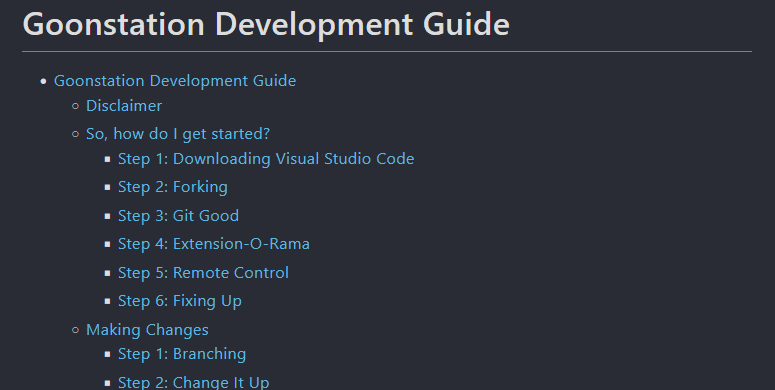 Goonstation Development Guide
Goonstation Development Guide
Disclaimer
So, how do I get started?
Step 1: Downloading Visual Studio Code
Step 2: Forking
Step 3: Git Good
Step 4: Extension-O-Rama
Step 5: Remote Control
Step 6: Fixing Up
Making Changes
Step 1: Branching
Step 2: Change It Up